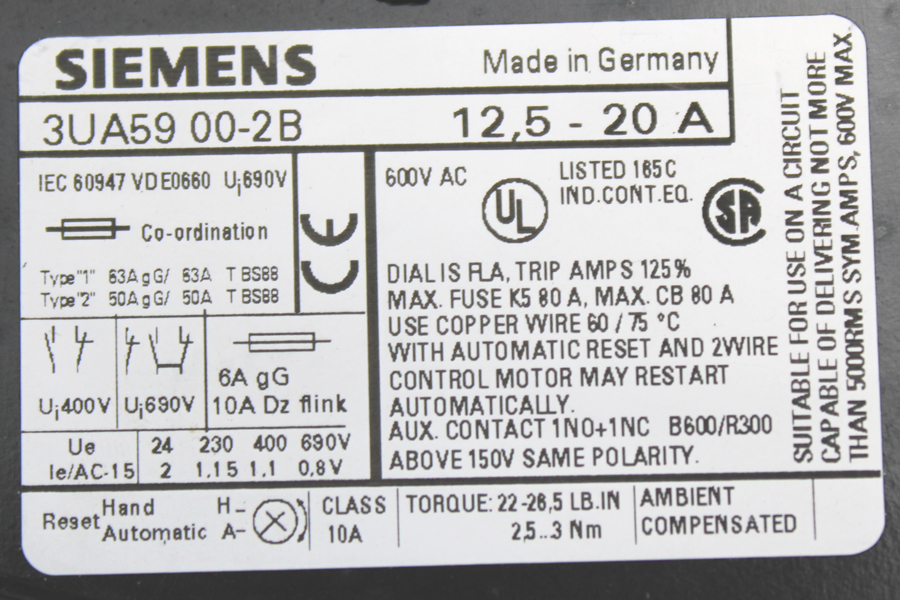 SIEMENS
Made in Germany
3UA59 00-2B
12,5 - 20 A
IEC 60947 VDE0660 Ui690V
Co-ordination
Type"1" 63A gG/ 63A T BS88
Type"2" 50A gG/ 50A T BS88
CE
Ui400V
Ui690V
6A gG
10A Dz flink
Ue 24 230 400 690V
Ie/AC-15 2 1.15 1.1 0,8V
600V AC
UL
LISTED 165C
IND.CONT.EQ.
SA
DIAL IS FLA, TRIP AMPS 125%
MAX. FUSE K5 80 A, MAX. CB 80 A
USE COPPER WIRE 60 / 75 °C
WITH AUTOMATIC RESET AND 2WIRE
CONTROL MOTOR MAY RESTART
AUTOMATICALLY.
AUX. CONTACT 1NO+1NC B600/R300
ABOVE 150V SAME POLARITY.
SUITABLE FOR USE ON A CIRCUIT
CAPABLE OF DELIVERING NOT MORE
THAN 5000RMS SYM.AMPS, 600V MAX.
Reset Hand H-
Automatic A-
CLASS
10A
TORQUE: 22-26,5 LB.IN
2,5..3 Nm
AMBIENT
COMPENSATED